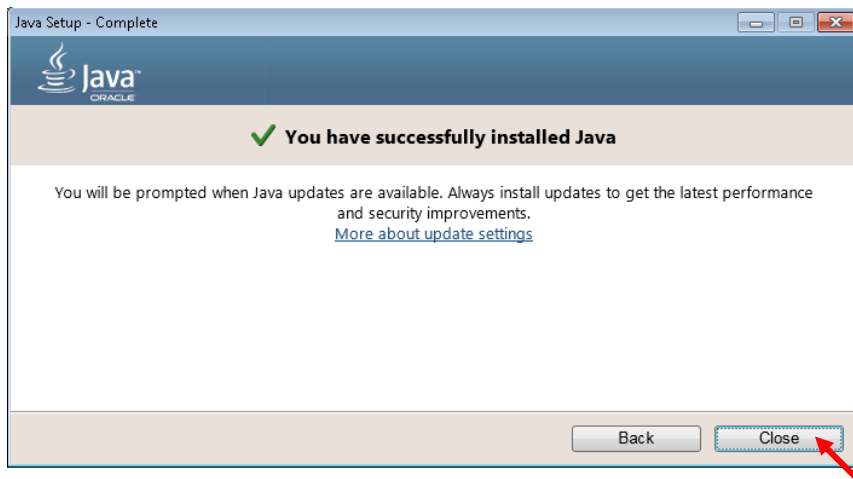 Java Setup - Complete
Java™
ORACLE
You have successfully installed Java
You will be prompted when Java updates are available. Always install updates to get the latest performance
and security improvements.
More about update settings
Back Close